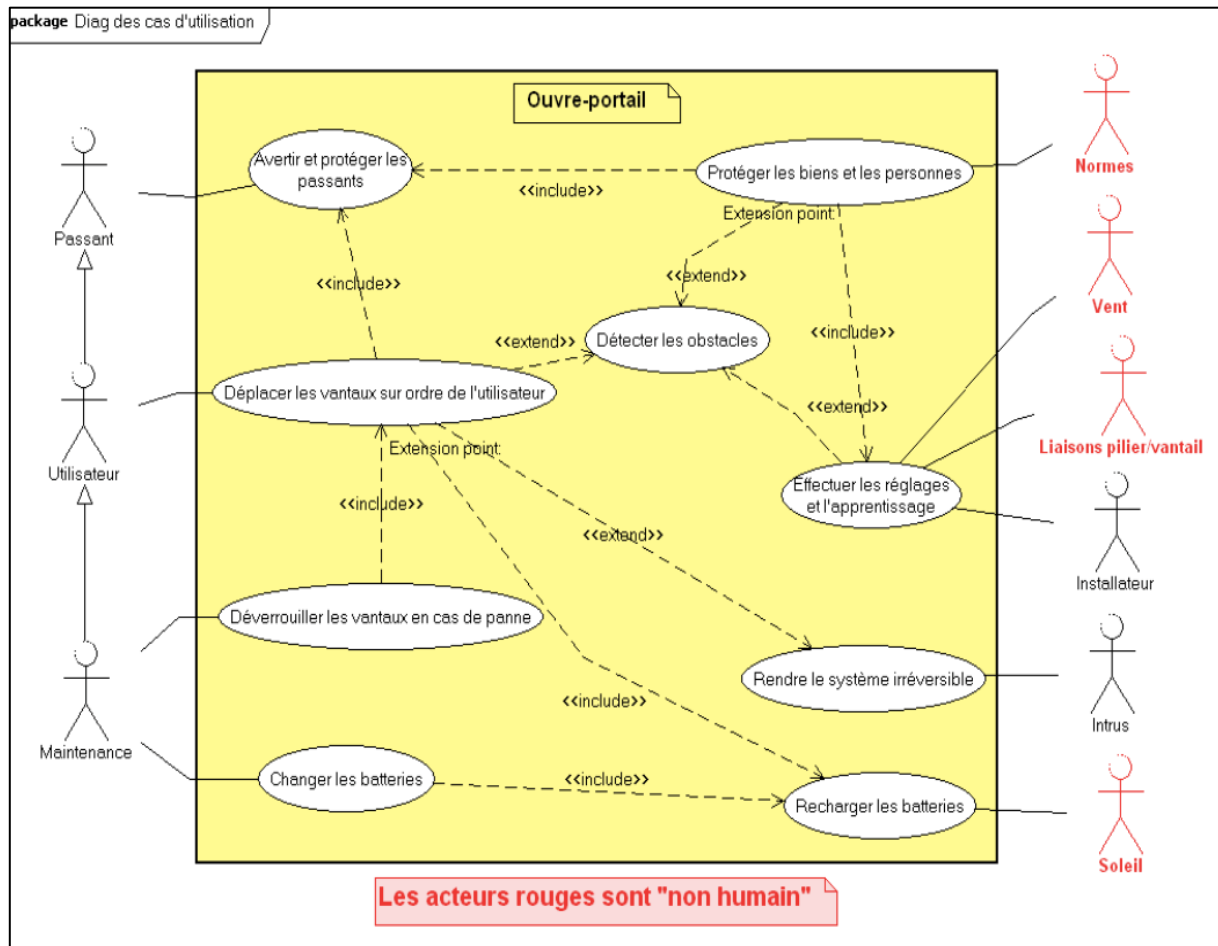 package Diag des cas d'utilisation
Ouvre-portail
Normes
Avertir et protéger les
passants
Protéger les biens et les personnes
<<include>>
Extension point:
Passant
<<extend>>
<<include>>
Vent
<<include>>
<<extend>>
Détecter les obstacles
Déplacer les vantaux sur ordre de l'utilisateur
<<extend>>
Extension point:
Liaisons pilier/vantail
Utilisateur
Effectuer les réglages
et l'apprentissage
<<include>>
<<extend>>
Installateur
Déverrouiller les vantaux en cas de panne
Rendre le système irréversible
<<include>>
Intrus
Maintenance
Changer les batteries
<<include>>
Recharger les batteries
Soleil
Les acteurs rouges sont "non humain"